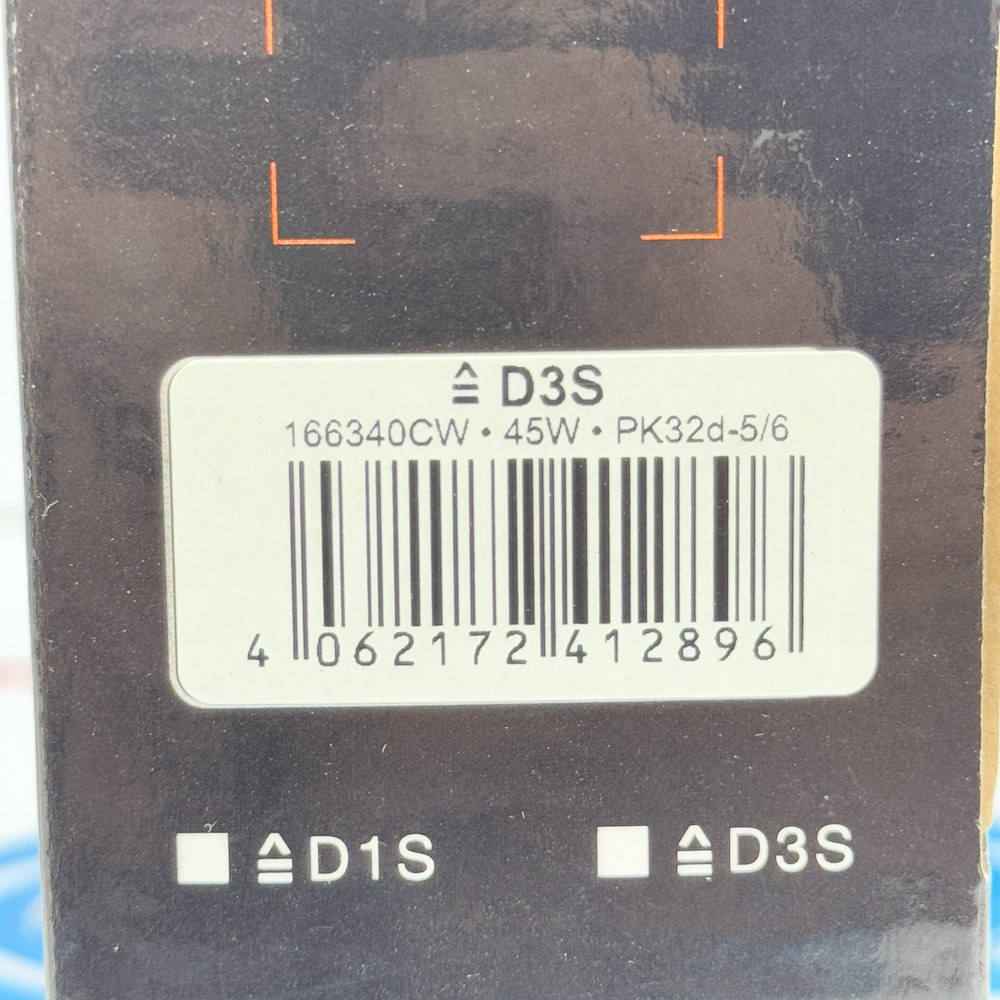 ≙ D3S
166340CW • 45W • PK32d-5/6
4 062172 412896
≙ D1S
≙ D3S